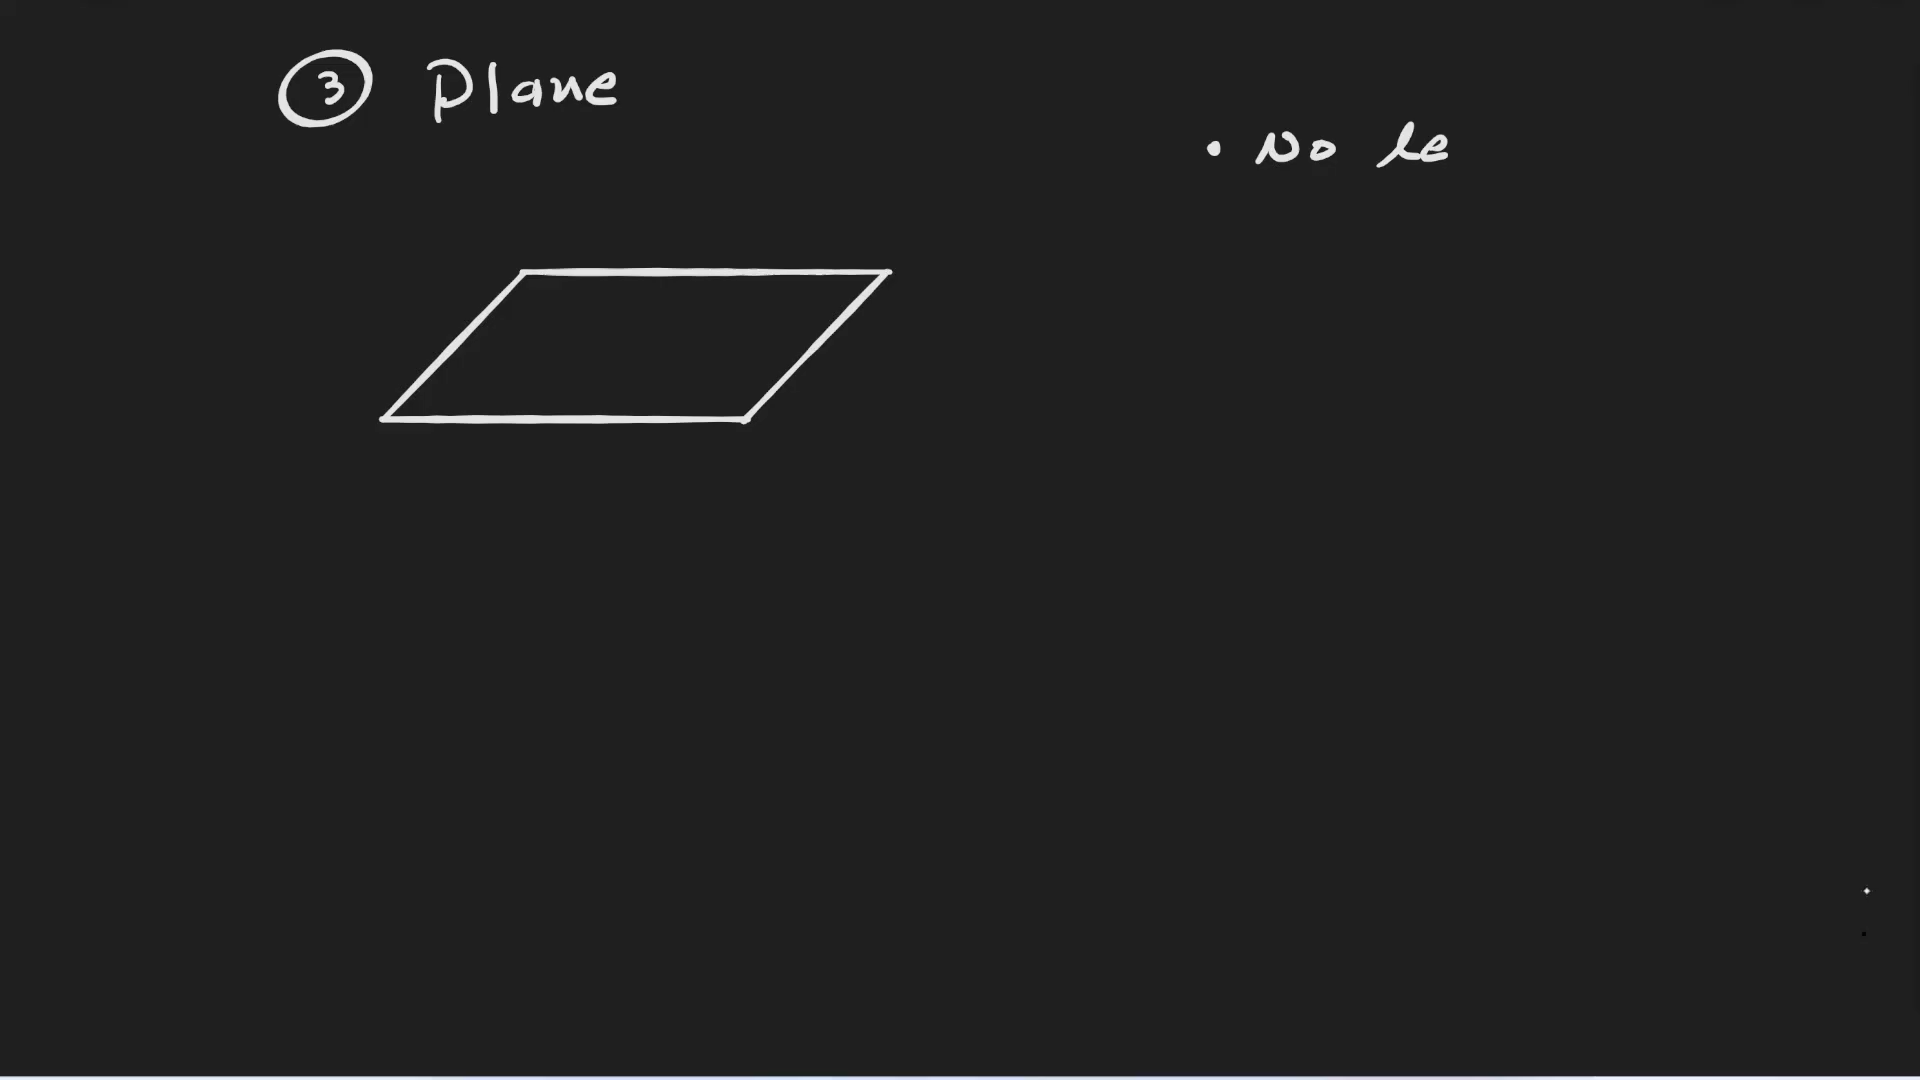 ③ Plane
• No le